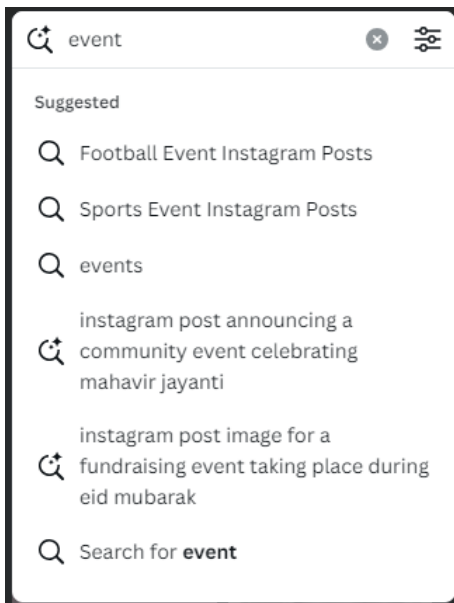 event
Suggested
Football Event Instagram Posts
Sports Event Instagram Posts
events
instagram post announcing a
community event celebrating
mahavir jayanti
instagram post image for a
fundraising event taking place during
eid mubarak
Search for event